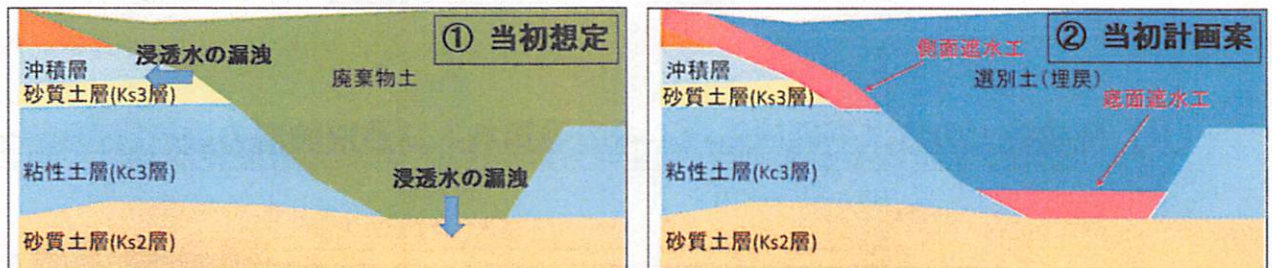 ① 当初想定
浸透水の漏洩
沖積層
廃棄物土
砂質土層(Ks3層)
粘性土層(Kc3層)
浸透水の漏洩
砂質土層(Ks2層)
② 当初計画案
側面遮水工
沖積層
選別土(埋戻)
砂質土層(Ks3層)
底面遮水工
粘性土層(Kc3層)
砂質土層(Ks2層)